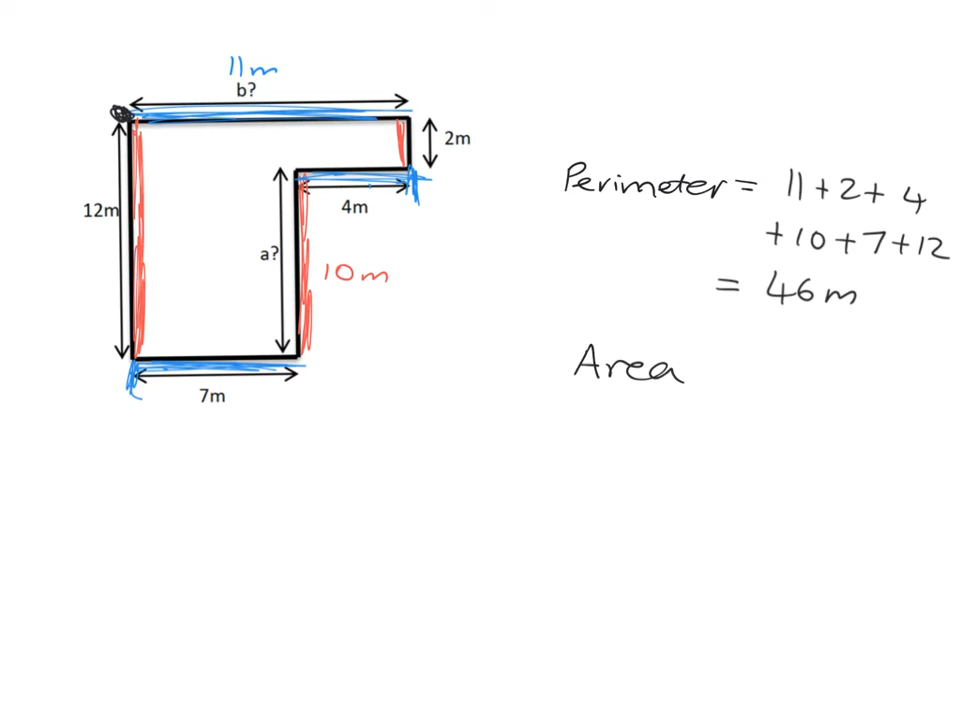 11m
b?
2m
12m
4m
a?
10m
7m
Perimeter = 11+2+4
+10+7+12
= 46m
Area